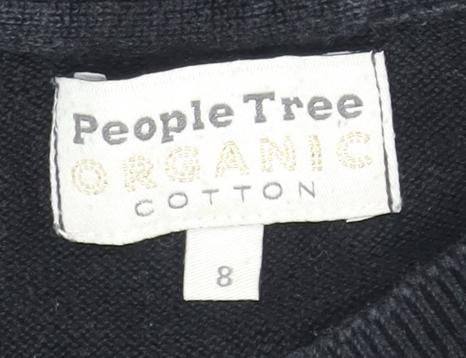 People Tree
ORGANIC
COTTON
8